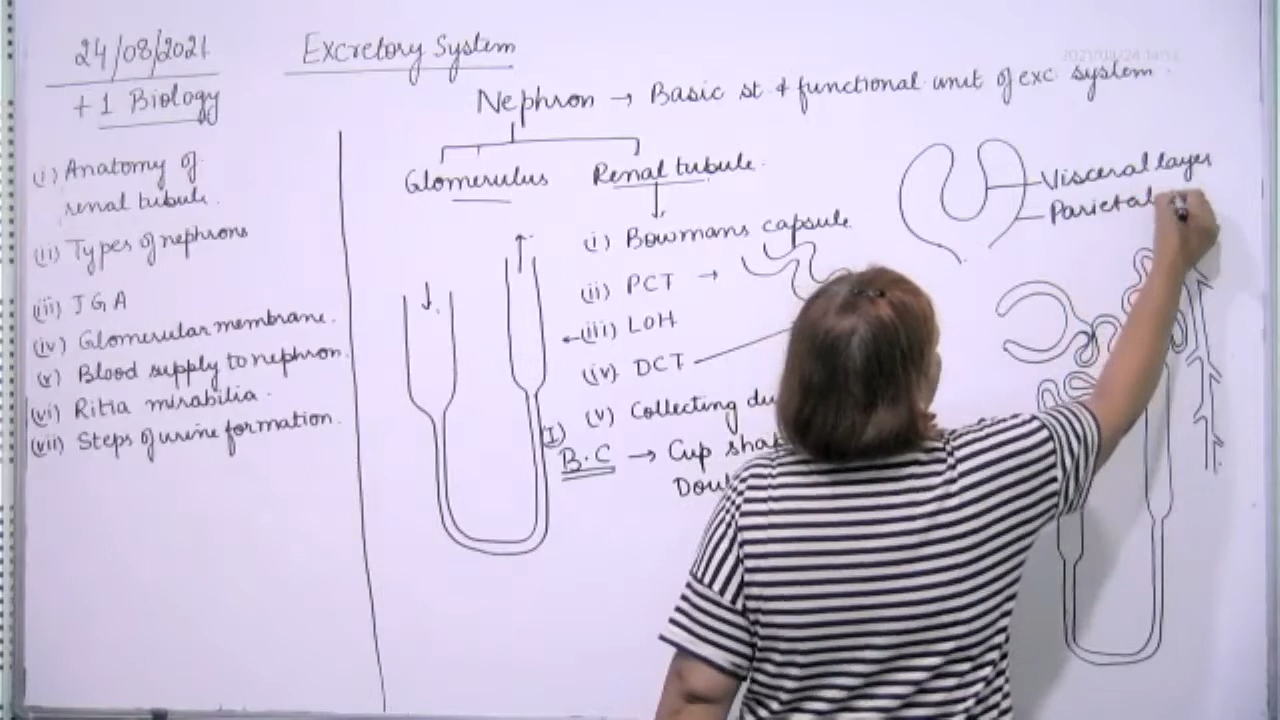 24/08/2021
+1 Biology
Excretory System
2021/08/24
Nephron → Basic st & functional unit of exc system.
Glomerulus
Renal tubule.
(i) Anatomy of
renal tubule.
(ii) Types of nephrons
(iii) JGA
(iv) Glomerular membrane.
(v) Blood supply to nephron.
(vi) Ritia mirabilia.
(vii) Steps of urine formation.
(i) Bowmans capsule
(ii) PCT →
(iii) LOH
(iv) DCT
(v) Collecting du
(I)
B.C → Cup shap
Doub
Visceral layer
Parietal